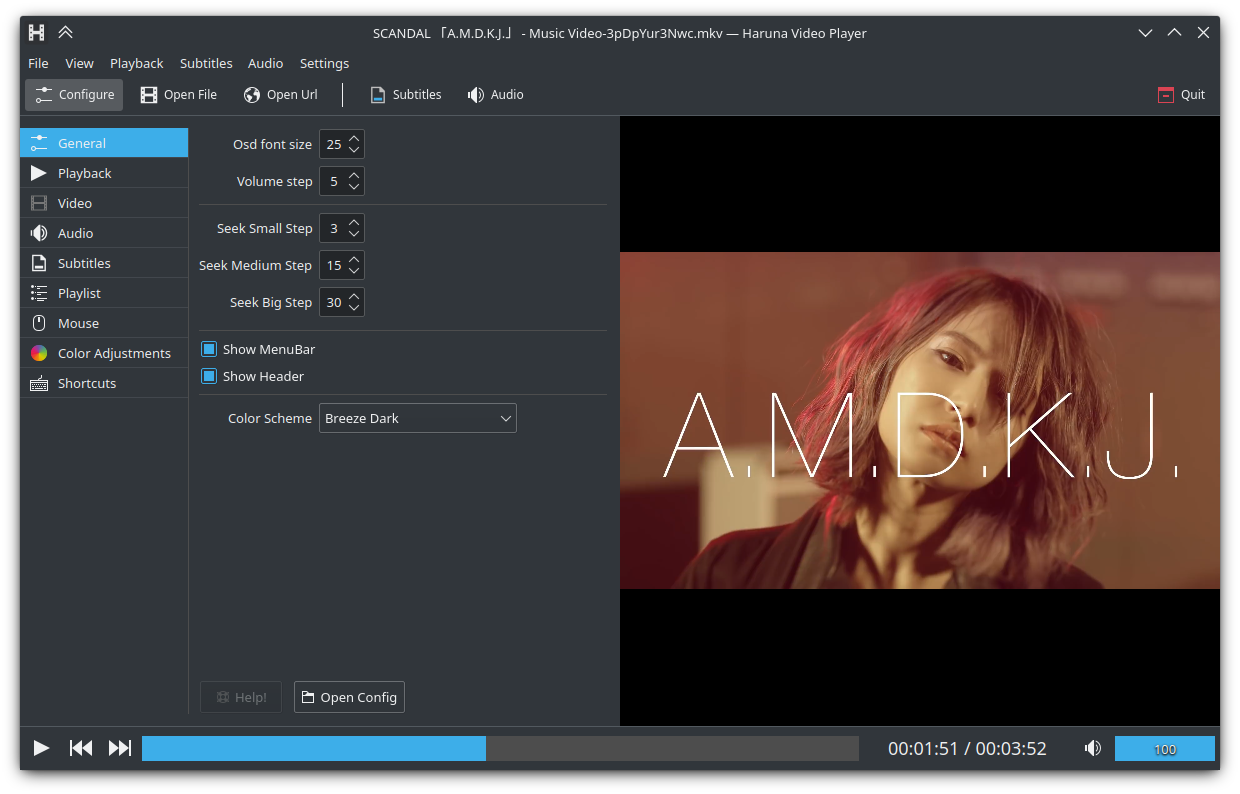 SCANDAL 「A.M.D.K.J.」 - Music Video-3pDpYur3Nwc.mkv — Haruna Video Player
File View Playback Subtitles Audio Settings
Configure Open File Open Url Subtitles Audio Quit
General
Playback
Video
Audio
Subtitles
Playlist
Mouse
Color Adjustments
Shortcuts
Osd font size 25
Volume step 5
Seek Small Step 3
Seek Medium Step 15
Seek Big Step 30
Show MenuBar
Show Header
Color Scheme Breeze Dark
Help! Open Config
A.M.D.K.J.
00:01:51 / 00:03:52 100